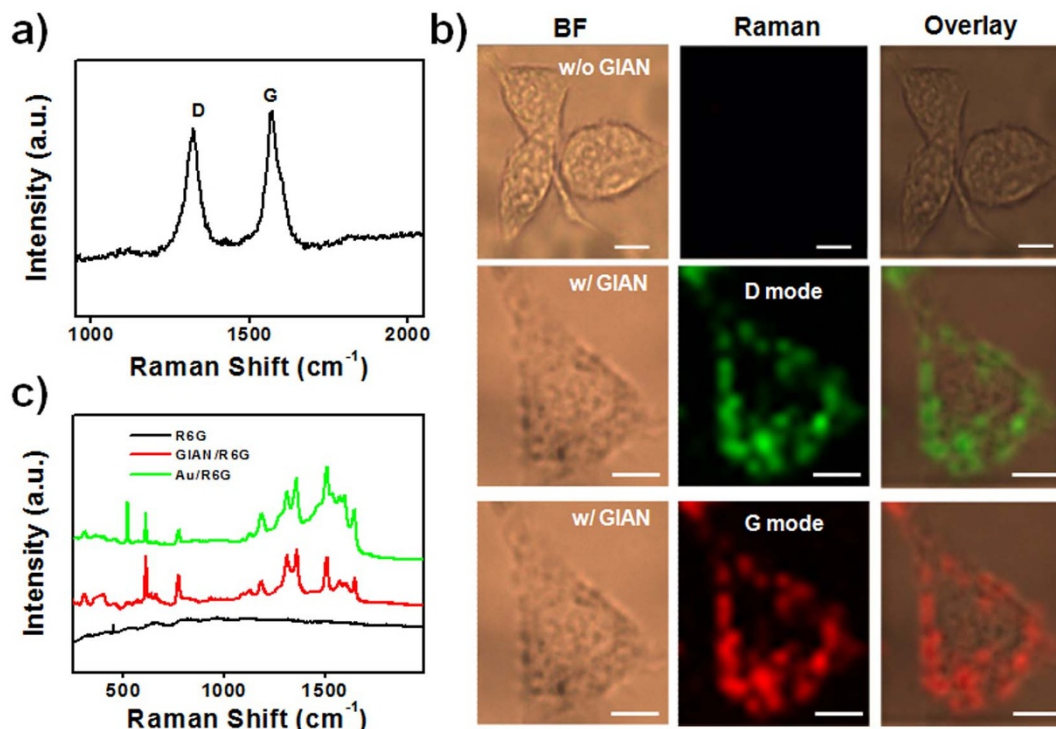 a)
D
G
Intensity (a.u.)
1000
1500
2000
Raman Shift (cm⁻¹)
b)
BF
Raman
Overlay
w/o GIAN
w/ GIAN
D mode
w/ GIAN
G mode
c)
R6G
GIAN/R6G
Au/R6G
Intensity (a.u.)
500
1000
1500
Raman Shift (cm⁻¹)